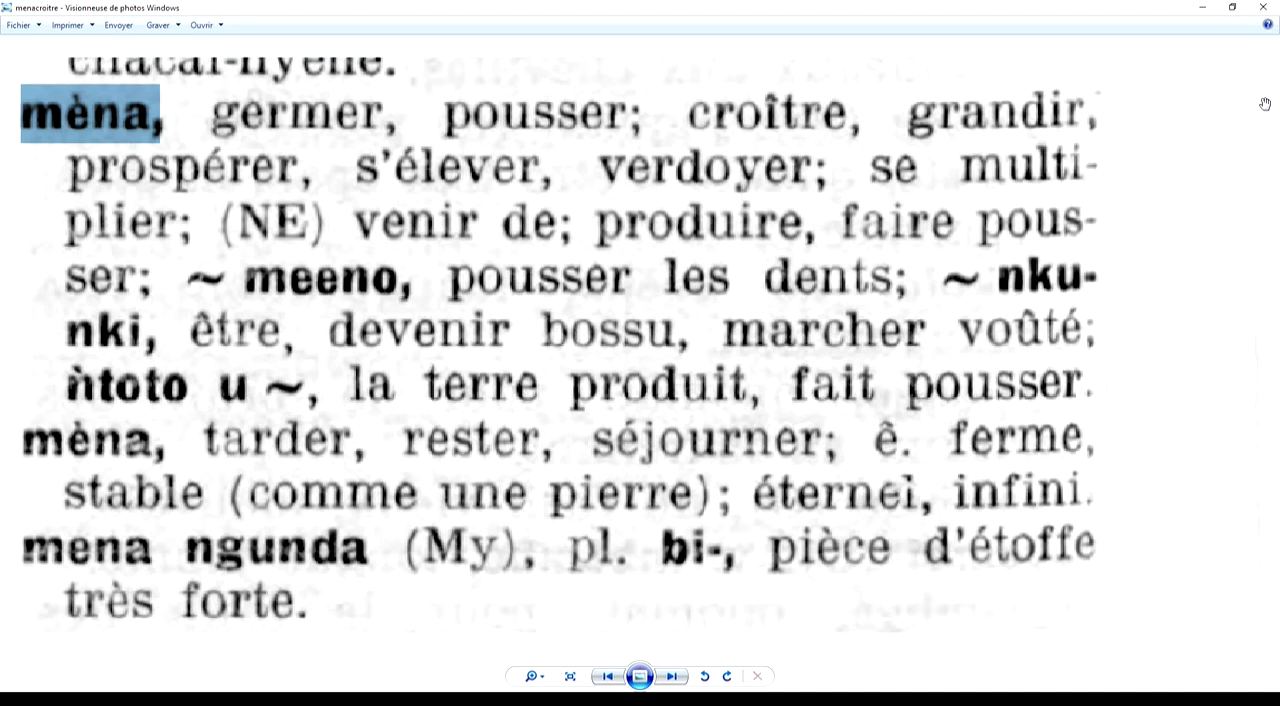 menacroitre - Visionneuse de photos Windows
Fichier Imprimer Envoyer Graver Ouvrir
chacal-hyène.
mèna, germer, pousser; croître, grandir,
prospérer, s'élever, verdoyer; se multi-
plier; (NE) venir de; produire, faire pous-
ser; ~ meeno, pousser les dents; ~ nku-
nki, être, devenir bossu, marcher voûté;
ǹtoto u ~, la terre produit, fait pousser.
mèna, tarder, rester, séjourner; ê. ferme,
stable (comme une pierre); éternel, infini.
mena ngunda (My), pl. bi-, pièce d'étoffe
très forte.